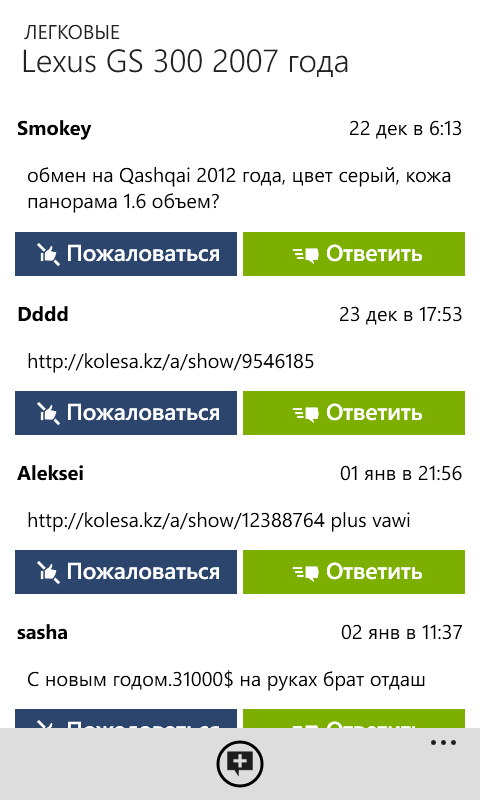 ЛЕГКОВЫЕ
Lexus GS 300 2007 года
Smokey 22 дек в 6:13
обмен на Qashqai 2012 года, цвет серый, кожа
панорама 1.6 объем?
Пожаловаться Ответить
Dddd 23 дек в 17:53
http://kolesa.kz/a/show/9546185
Пожаловаться Ответить
Aleksei 01 янв в 21:56
http://kolesa.kz/a/show/12388764 plus vawi
Пожаловаться Ответить
sasha 02 янв в 11:37
С новым годом.31000$ на руках брат отдаш
Пожаловаться Ответить